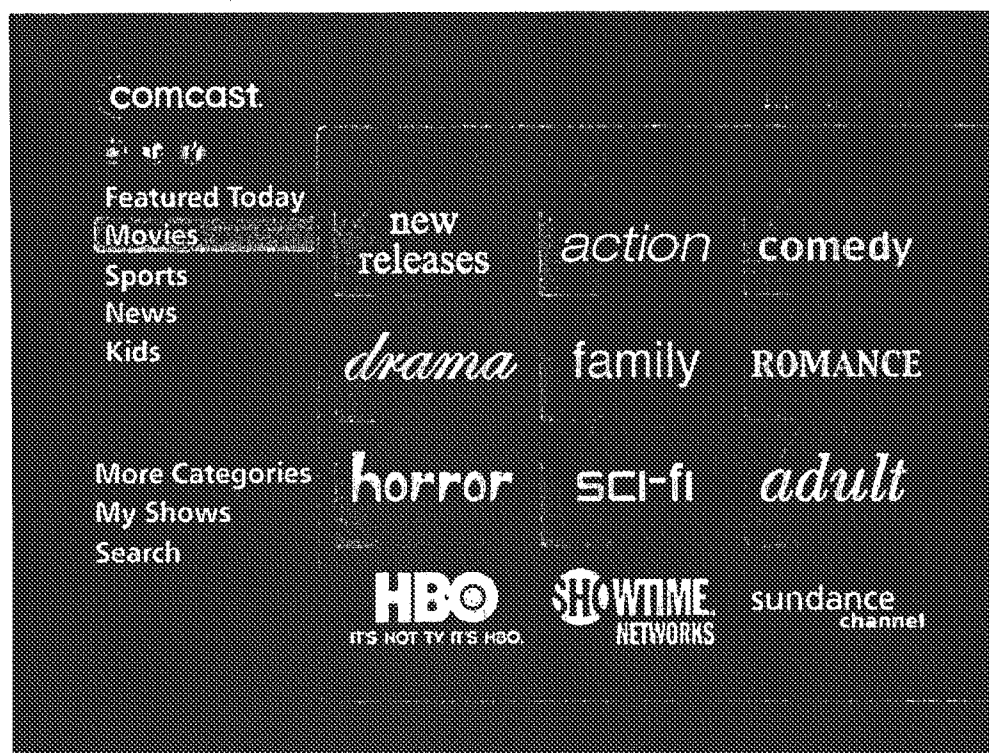 comcast.
Featured Today
Movies
Sports
News
Kids
More Categories
My Shows
Search
new
releases
action
comedy
drama
family
ROMANCE
horror
sci-fi
adult
HBO
IT'S NOT TV IT'S HBO.
SHOWTIME.
NETWORKS
sundance
channel